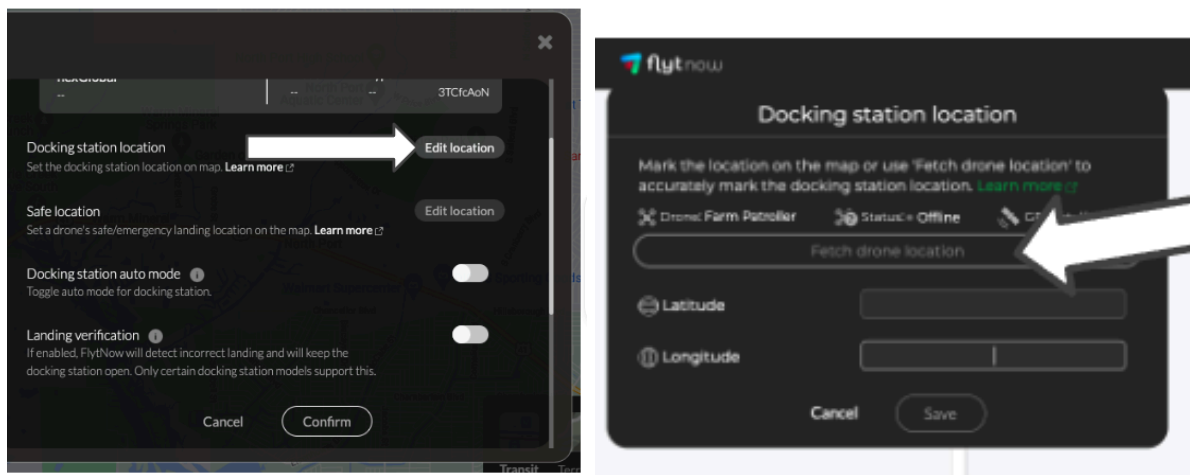 hexGlobal
--
--
--
3TCfcAoN
Docking station location
Edit location
Set the docking station location on map. Learn more
Safe location
Edit location
Set a drone's safe/emergency landing location on the map. Learn more
Docking station auto mode
Toggle auto mode for docking station.
Landing verification
If enabled, FlytNow will detect incorrect landing and will keep the
docking station open. Only certain docking station models support this.
Cancel
Confirm
Transit
flytnow
Docking station location
Mark the location on the map or use 'Fetch drone location' to
accurately mark the docking station location. Learn more
Drone: Farm Patroller
Status: Offline
Fetch drone location
Latitude
Longitude
Cancel
Save